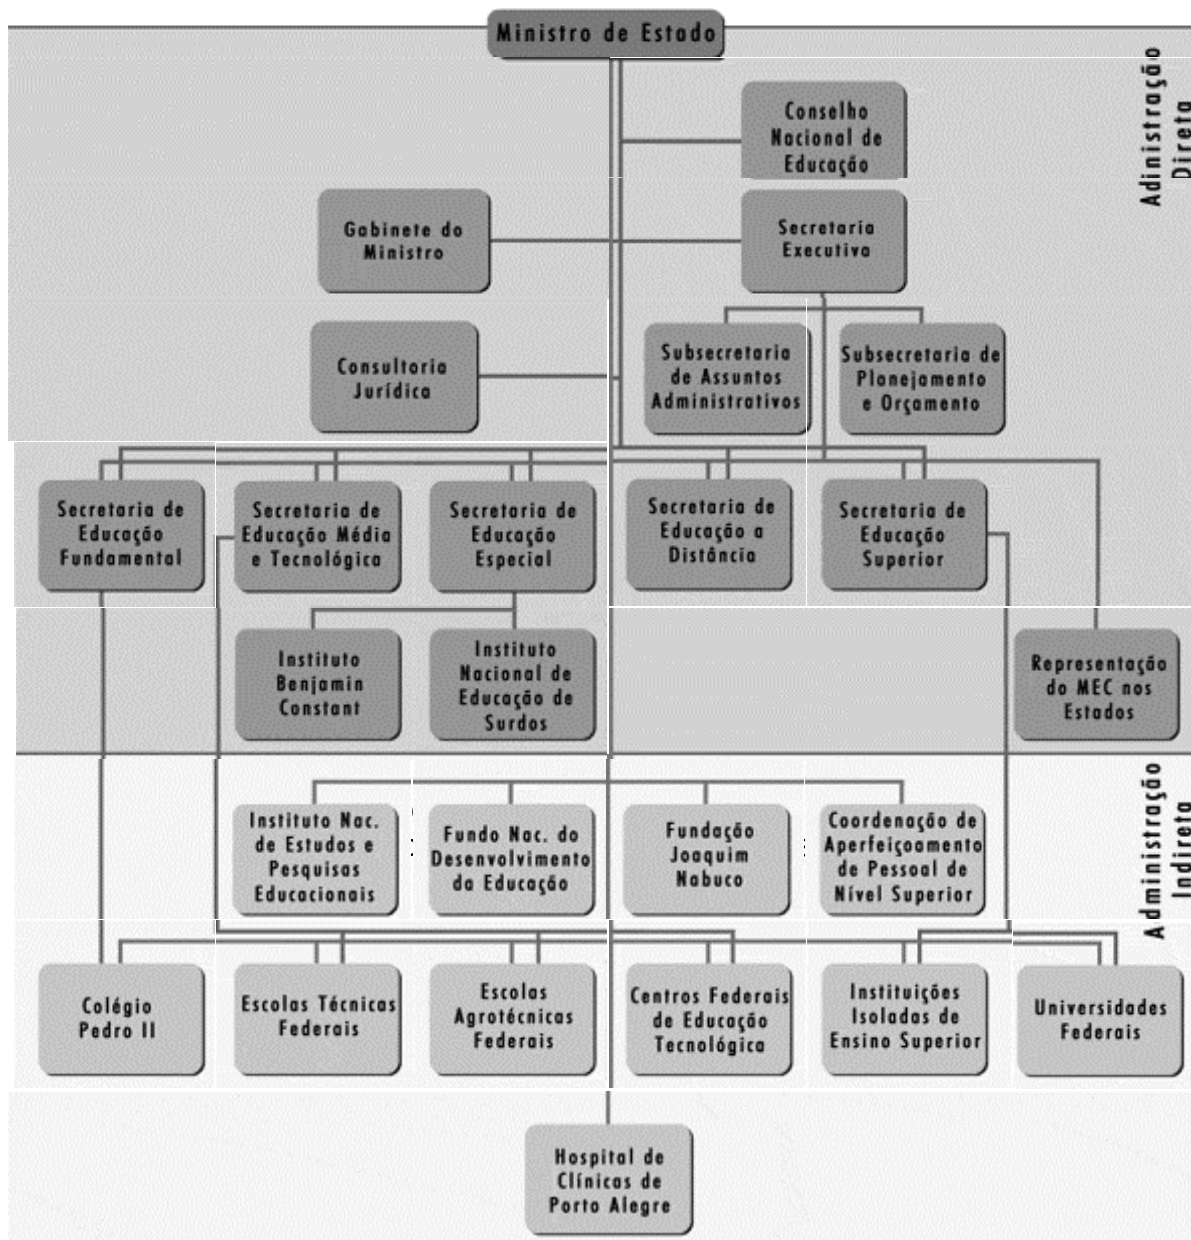 Ministro de Estado
Adinistração
Direta
Conselho
Nacional de
Educação
Gabinete do
Ministro
Secretaria
Executiva
Consultoria
Jurídica
Subsecretaria
de Assuntos
Administrativos
Subsecretaria de
Planejamento
e Orçamento
Secretaria de
Educação
Fundamental
Secretaria de
Educação Média
e Tecnológica
Secretaria de
Educação
Especial
Secretaria de
Educação a
Distância
Secretaria de
Educação
Superior
Instituto
Benjamin
Constant
Instituto
Nacional de
Educação de
Surdos
Representação
do MEC nos
Estados
Administração
Indireta
Instituto Nac.
de Estudos e
Pesquisas
Educacionais
Fundo Nac. do
Desenvolvimento
da Educação
Fundação
Joaquim
Nabuco
Coordenação de
Aperfeiçoamento
de Pessoal de
Nível Superior
Colégio
Pedro II
Escolas Técnicas
Federais
Escolas
Agrotécnicas
Federais
Centros Federais
de Educação
Tecnológica
Instituições
Isoladas de
Ensino Superior
Universidades
Federais
Hospital de
Clínicas de
Porto Alegre